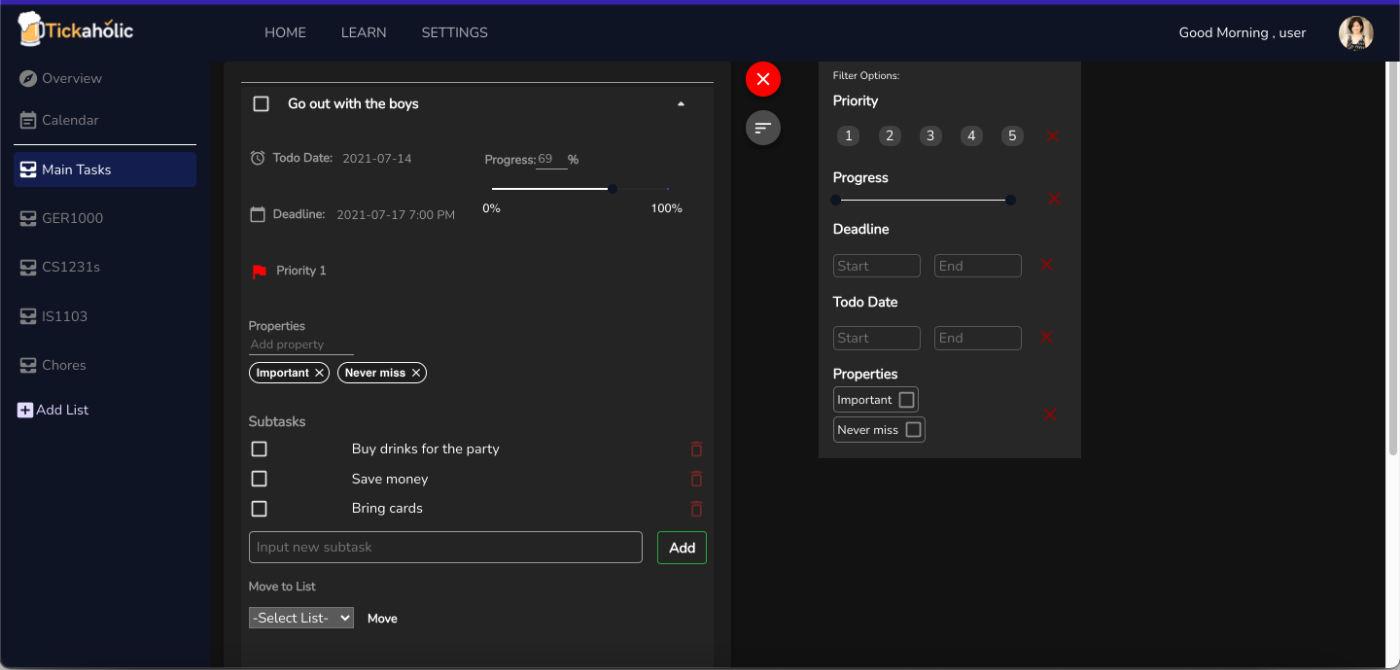 Tickaholic
HOME LEARN SETTINGS
Good Morning , user
Overview
Calendar
Main Tasks
GER1000
CS1231s
IS1103
Chores
Add List
Go out with the boys
Todo Date: 2021-07-14
Progress: 69 %
0% 100%
Deadline: 2021-07-17 7:00 PM
Priority 1
Properties
Add property
Important Never miss
Subtasks
Buy drinks for the party
Save money
Bring cards
Input new subtask Add
Move to List
-Select List- Move
Filter Options:
Priority
1 2 3 4 5
Progress
Deadline
Start End
Todo Date
Start End
Properties
Important
Never miss